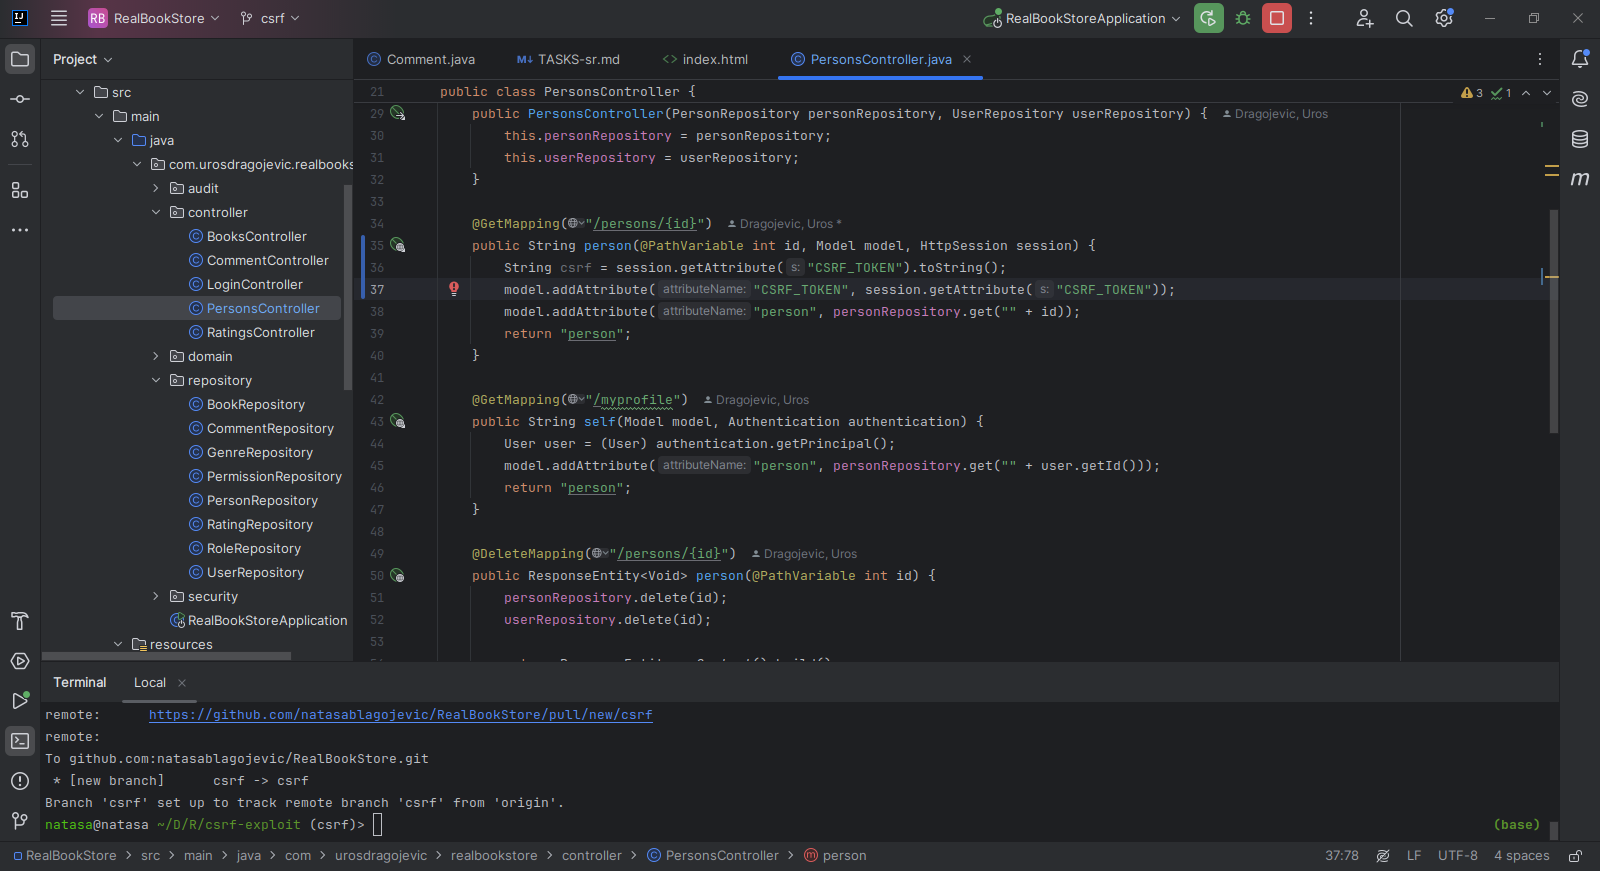 RB RealBookStore csrf RealBookStoreApplication
Project
Comment.java TASKS-sr.md index.html PersonsController.java
src
main
java
com.urosdragojevic.realbooks
audit
controller
BooksController
CommentController
LoginController
PersonsController
RatingsController
domain
repository
BookRepository
CommentRepository
GenreRepository
PermissionRepository
PersonRepository
RatingRepository
RoleRepository
UserRepository
security
RealBookStoreApplication
resources
21 public class PersonsController { 3 1
29 public PersonsController(PersonRepository personRepository, UserRepository userRepository) { Dragojevic, Uros
30 this.personRepository = personRepository;
31 this.userRepository = userRepository;
32 }
33
34 @GetMapping("/persons/{id}") Dragojevic, Uros *
35 public String person(@PathVariable int id, Model model, HttpSession session) {
36 String csrf = session.getAttribute( s: "CSRF_TOKEN").toString();
37 model.addAttribute( attributeName: "CSRF_TOKEN", session.getAttribute( s: "CSRF_TOKEN"));
38 model.addAttribute( attributeName: "person", personRepository.get("" + id));
39 return "person";
40 }
41
42 @GetMapping("/myprofile") Dragojevic, Uros
43 public String self(Model model, Authentication authentication) {
44 User user = (User) authentication.getPrincipal();
45 model.addAttribute( attributeName: "person", personRepository.get("" + user.getId()));
46 return "person";
47 }
48
49 @DeleteMapping("/persons/{id}") Dragojevic, Uros
50 public ResponseEntity<Void> person(@PathVariable int id) {
51 personRepository.delete(id);
52 userRepository.delete(id);
53
Terminal Local
remote: https://github.com/natasablagojevic/RealBookStore/pull/new/csrf
remote:
To github.com:natasablagojevic/RealBookStore.git
* [new branch] csrf -> csrf
Branch 'csrf' set up to track remote branch 'csrf' from 'origin'.
natasa@natasa ~/D/R/csrf-exploit (csrf)> (base)
RealBookStore > src > main > java > com > urosdragojevic > realbookstore > controller > PersonsController > person 37:78 LF UTF-8 4 spaces